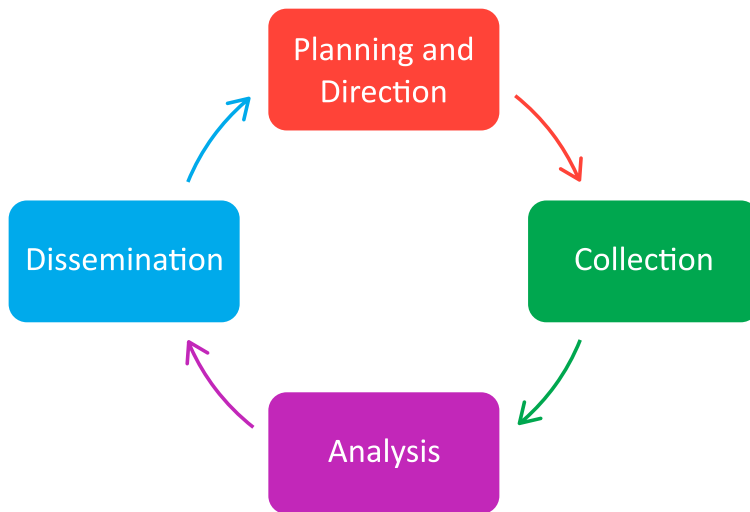 Planning and
Direction
Dissemination
Collection
Analysis